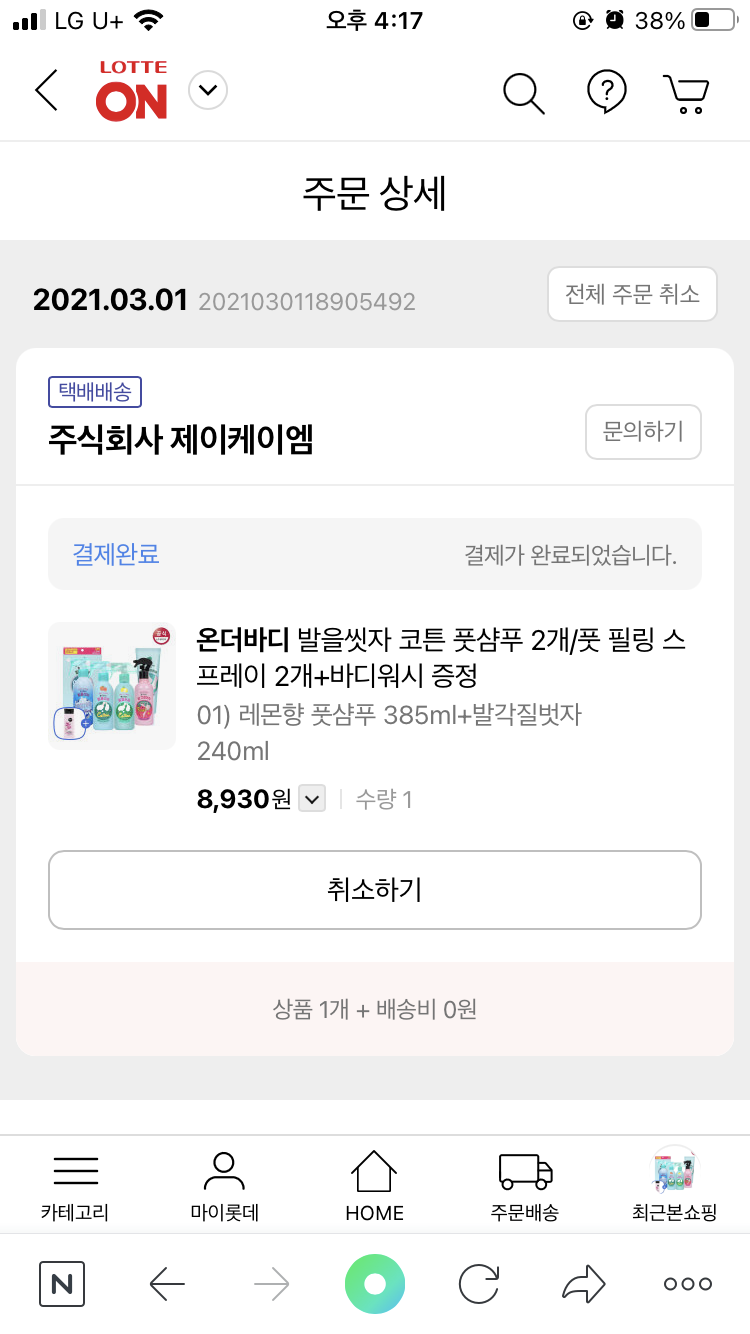 LG U+ 오후 4:17 38%
LOTTE
ON
주문 상세
2021.03.01 2021030118905492 전체 주문 취소
택배배송
주식회사 제이케이엠 문의하기
결제완료 결제가 완료되었습니다.
온더바디 발을씻자 코튼 풋샴푸 2개/풋 필링 스
프레이 2개+바디워시 증정
01) 레몬향 풋샴푸 385ml+발각질벗자
240ml
8,930원 수량 1
취소하기
상품 1개 + 배송비 0원
카테고리 마이롯데 HOME 주문배송 최근본쇼핑
N